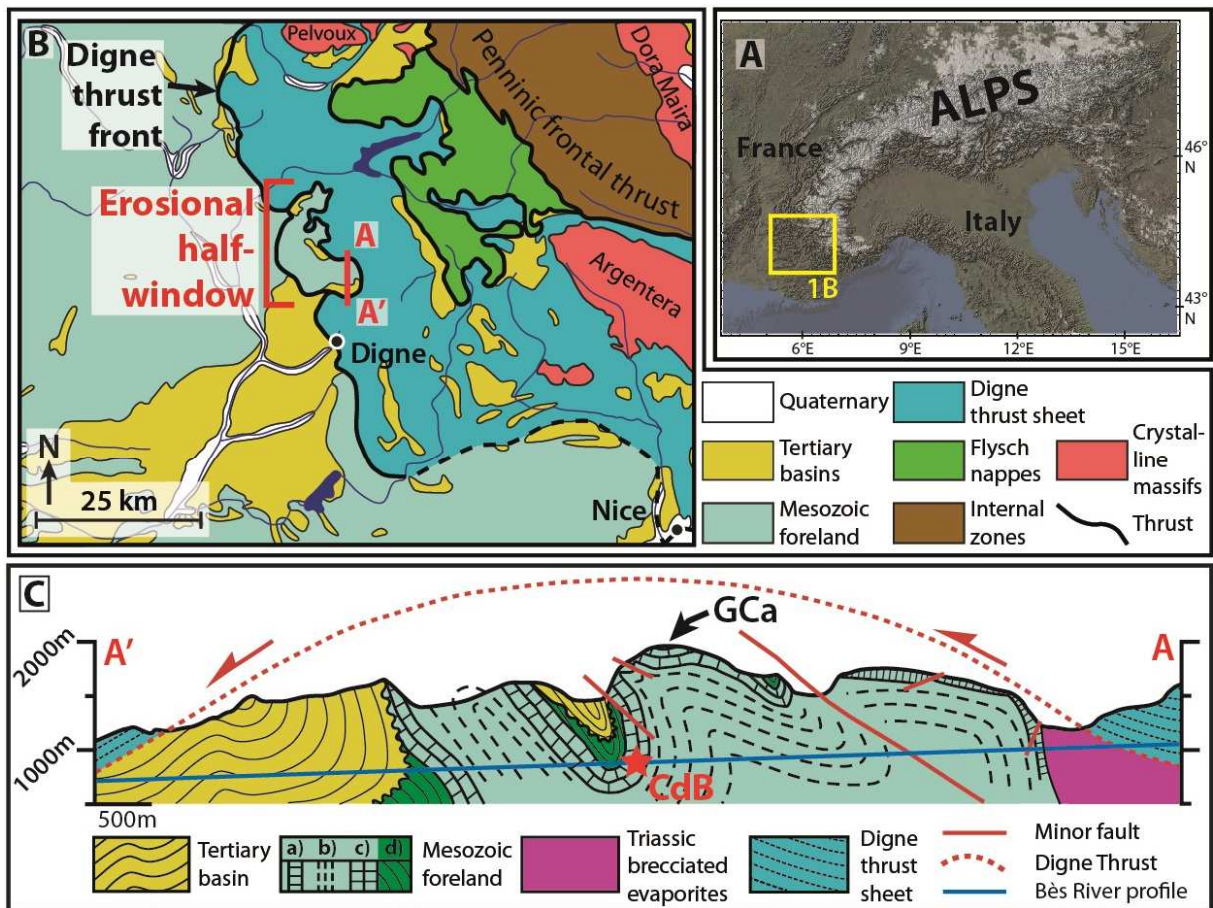 B
Digne
thrust
front
Pelvoux
Penninic frontal thrust
Dora Maira
Erosional
half-
window
A
A'
Argentera
Digne
N
25 km
Nice
A
ALPS
France
Italy
1B
46°
N
43°
N
6°E
9°E
12°E
15°E
Quaternary
Tertiary
basins
Mesozoic
foreland
Digne
thrust sheet
Flysch
nappes
Internal
zones
Crystal-
line
massifs
Thrust
C
A'
GCa
A
2000m
1000m
CdB
500m
Tertiary
basin
a) b) c) d)
Mesozoic
foreland
Triassic
brecciated
evaporites
Digne
thrust
sheet
Minor fault
Digne Thrust
Bès River profile